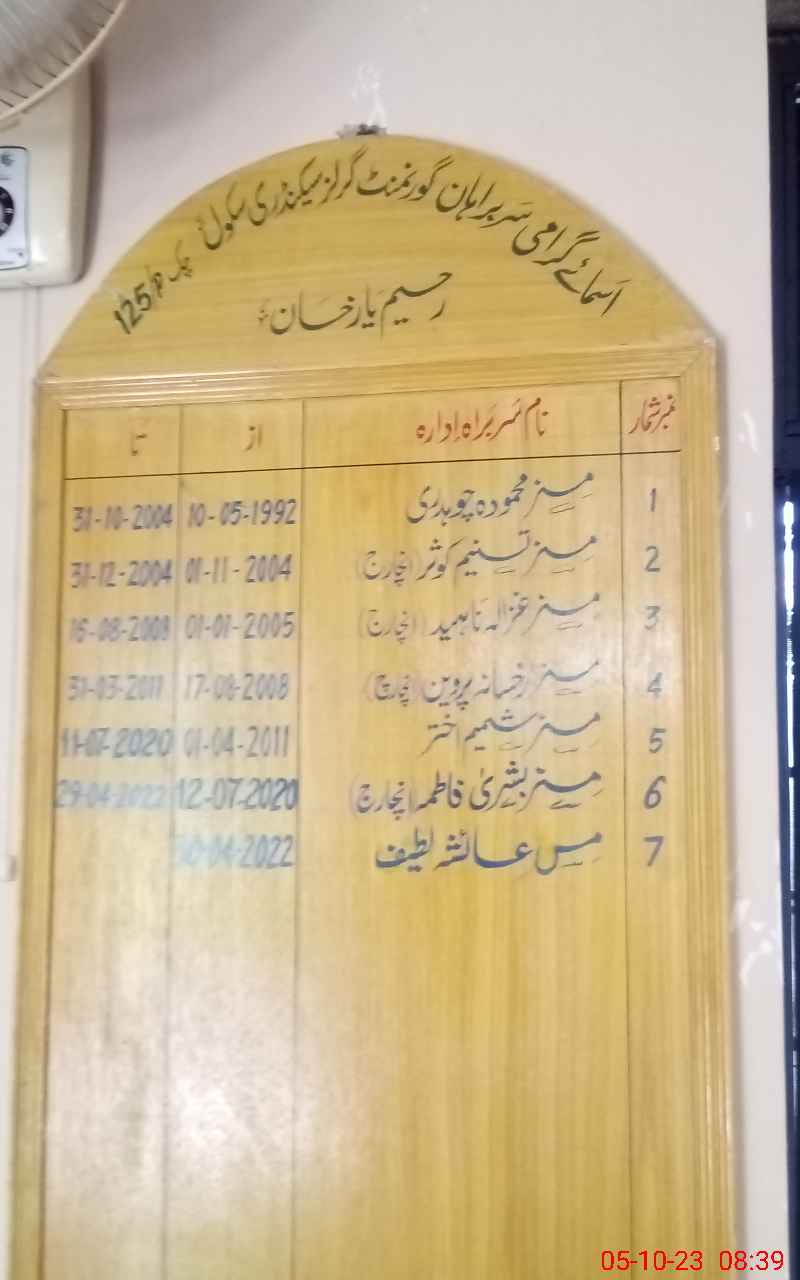 اسمائے گرامی سربراہان گورنمنٹ گرلز سیکنڈری سکول چک 125
رحیم یار خان
نمبر شمار نام سربراہ ادارہ از تا
1 مسز محمودہ چوہدری 10-05-1992 31-10-2004
2 مسز تسنیم کوثر (انچارج) 01-11-2004 31-12-2004
3 مسز غزالہ ناہید (انچارج) 01-01-2005 16-08-2008
4 مسز رخسانہ پروین (انچارج) 17-08-2008 31-03-2011
5 مسز شمیم اختر 01-04-2011 11-07-2020
6 مسز بشریٰ فاطمہ (انچارج) 12-07-2020 29-04-2022
7 مس عائشہ لطیف 30-04-2022
05-10-23 08:39